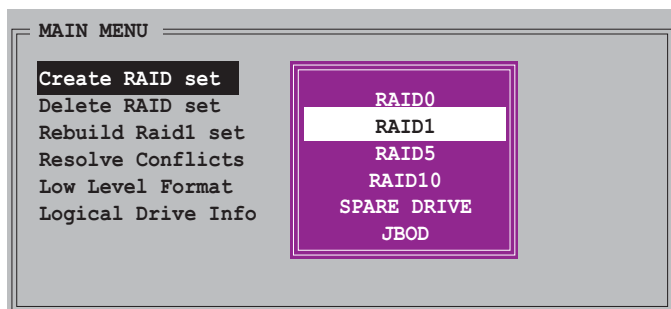 MAIN MENU
Create RAID set
Delete RAID set
Rebuild Raid1 set
Resolve Conflicts
Low Level Format
Logical Drive Info
RAID0
RAID1
RAID5
RAID10
SPARE DRIVE
JBOD